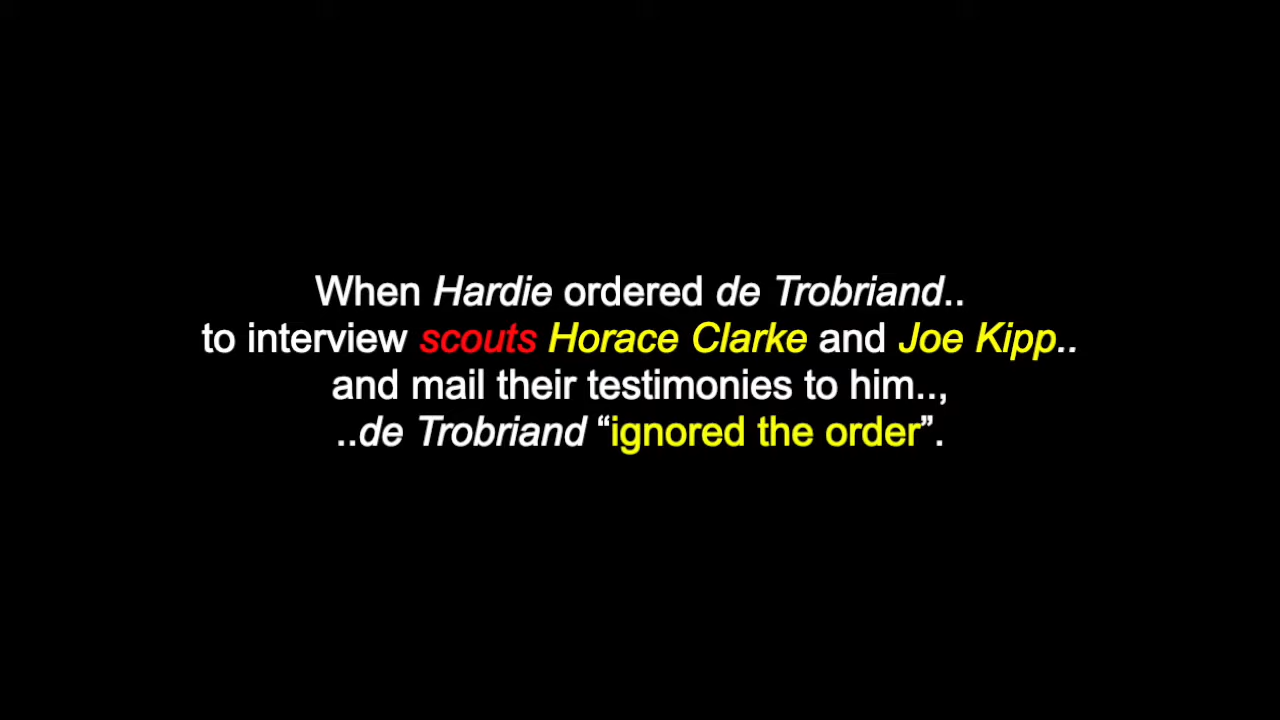 When Hardie ordered de Trobriand..
to interview scouts Horace Clarke and Joe Kipp..
and mail their testimonies to him..,
..de Trobriand “ignored the order”.